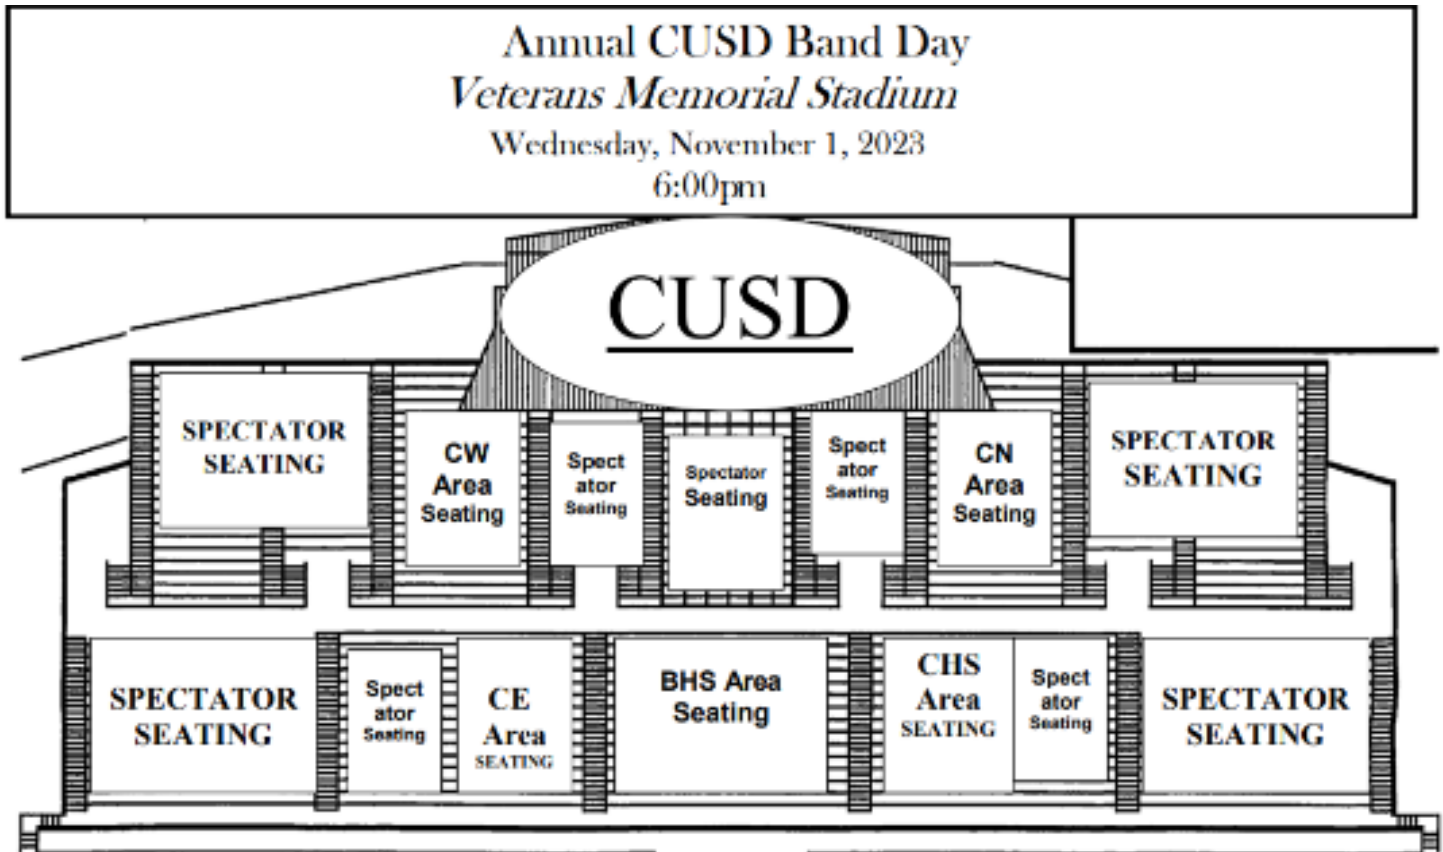 Annual CUSD Band Day
Veterans Memorial Stadium
Wednesday, November 1, 2023
6:00pm
CUSD
SPECTATOR
SEATING
CW
Area
Seating
Spect
ator
Seating
Spectator
Seating
Spect
ator
Seating
CN
Area
Seating
SPECTATOR
SEATING
SPECTATOR
SEATING
Spect
ator
Seating
CE
Area
SEATING
BHS Area
Seating
CHS
Area
SEATING
Spect
ator
Seating
SPECTATOR
SEATING